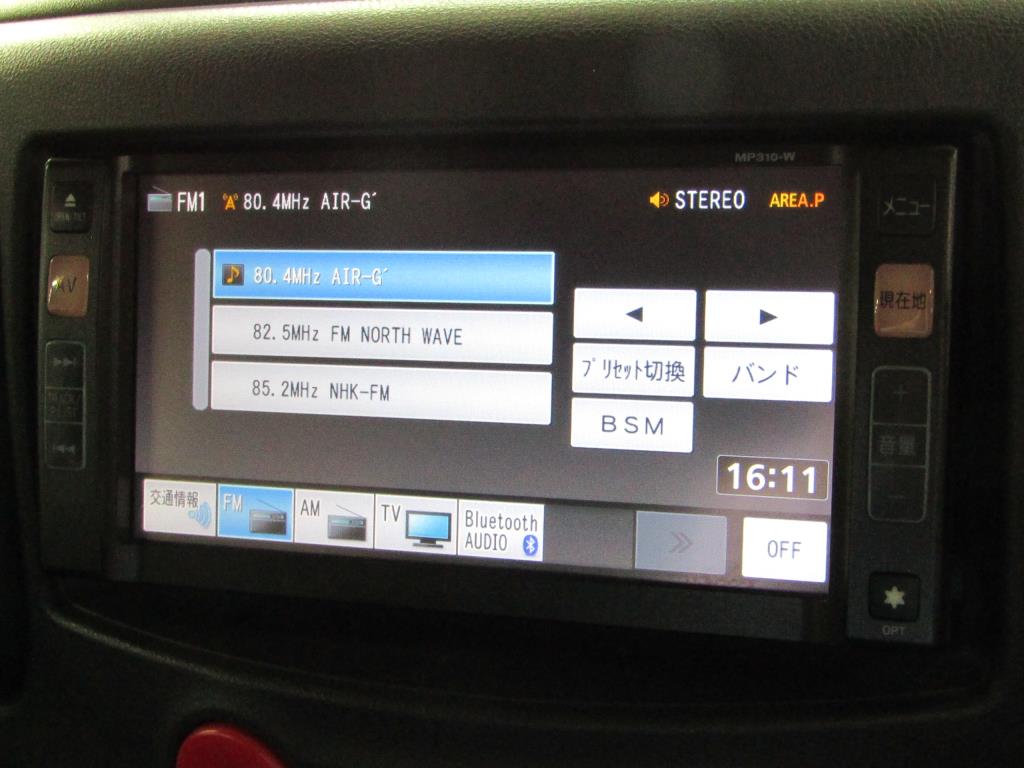 MP310-W
FM1 80.4MHz AIR-G´ STEREO AREA.P
80.4MHz AIR-G´
82.5MHz FM NORTH WAVE
85.2MHz NHK-FM
◀ ▶
プリセット切換 バンド
BSM
16:11
交通情報 FM AM TV Bluetooth AUDIO
OFF
AV
メニュー
現在地
+
音量
−
OPT